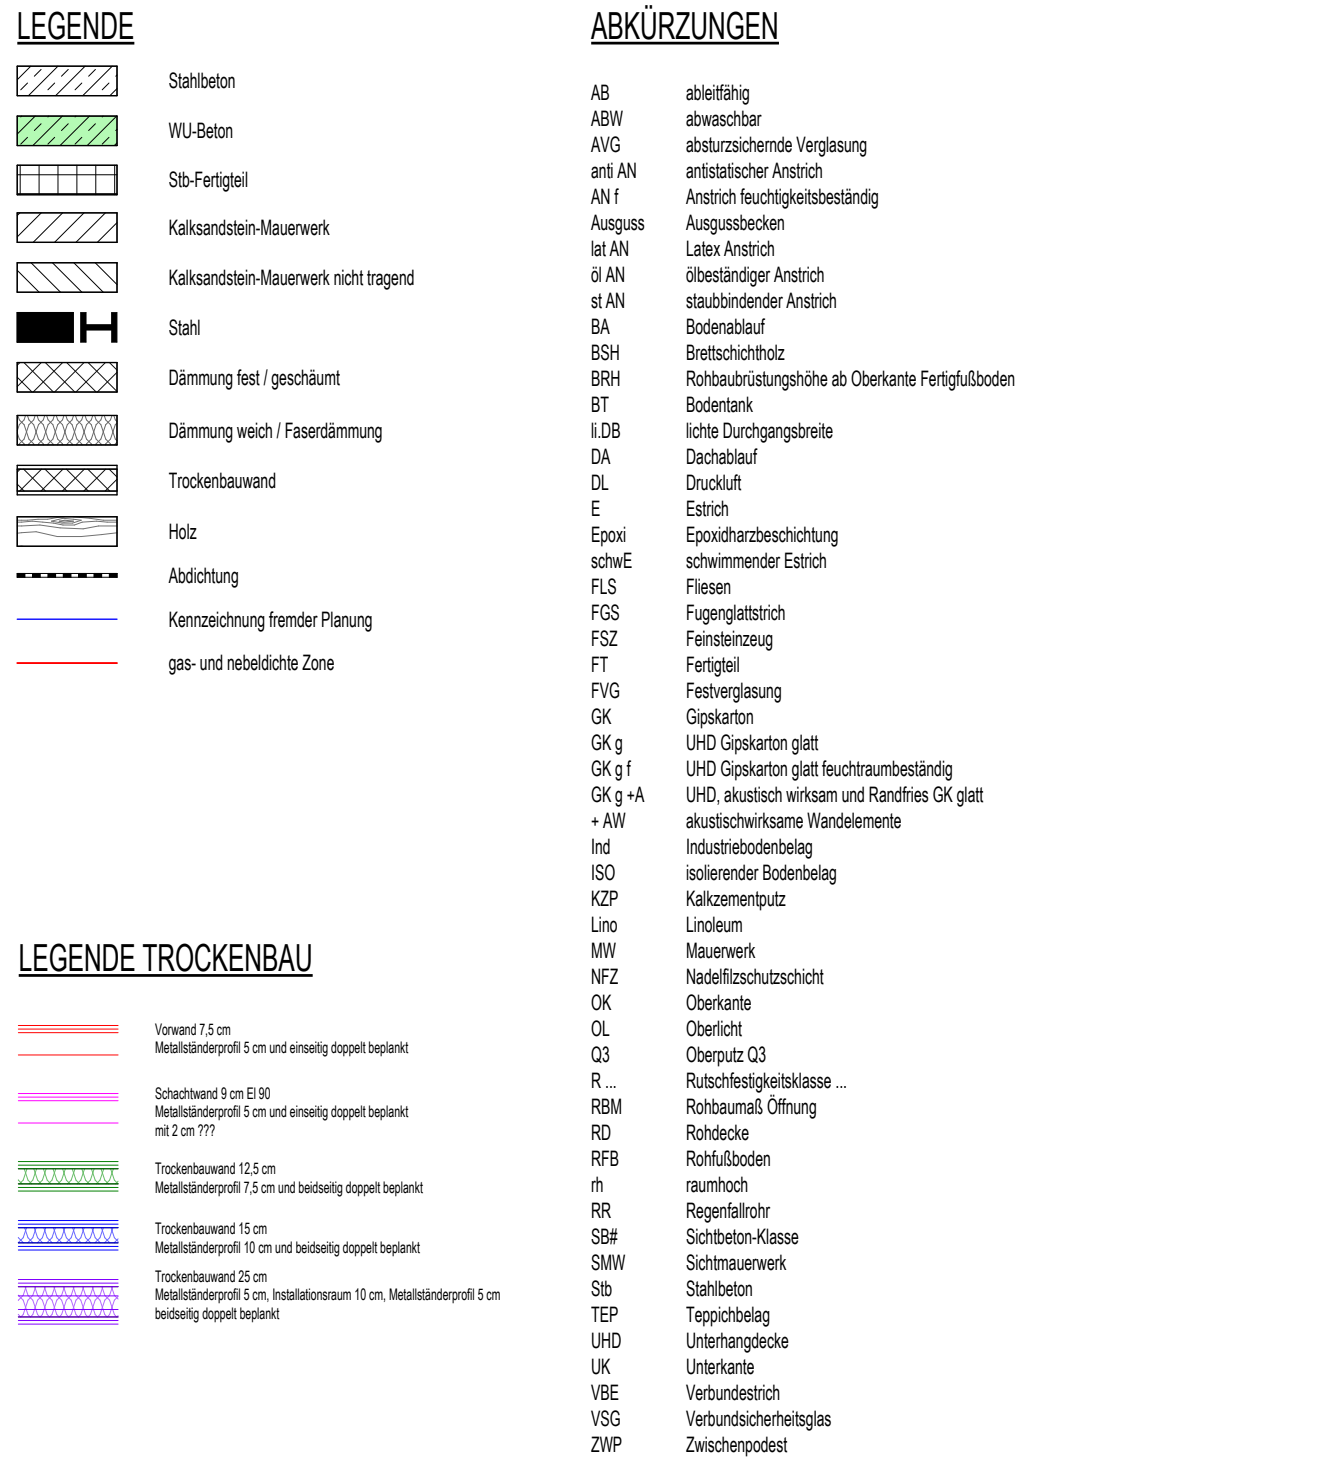 LEGENDE
Stahlbeton
WU-Beton
Stb-Fertigteil
Kalksandstein-Mauerwerk
Kalksandstein-Mauerwerk nicht tragend
Stahl
Dämmung fest / geschäumt
Dämmung weich / Faserdämmung
Trockenbauwand
Holz
Abdichtung
Kennzeichnung fremder Planung
gas- und nebeldichte Zone
LEGENDE TROCKENBAU
Vorwand 7,5 cm
Metallständerprofil 5 cm und einseitig doppelt beplankt
Schachtwand 9 cm EI 90
Metallständerprofil 5 cm und einseitig doppelt beplankt
mit 2 cm ???
Trockenbauwand 12,5 cm
Metallständerprofil 7,5 cm und beidseitig doppelt beplankt
Trockenbauwand 15 cm
Metallständerprofil 10 cm und beidseitig doppelt beplankt
Trockenbauwand 25 cm
Metallständerprofil 5 cm, Installationsraum 10 cm, Metallständerprofil 5 cm
beidseitig doppelt beplankt
ABKÜRZUNGEN
AB ableitfähig
ABW abwaschbar
AVG absturzsichernde Verglasung
anti AN antistatischer Anstrich
AN f Anstrich feuchtigkeitsbeständig
Ausguss Ausgussbecken
lat AN Latex Anstrich
öl AN ölbeständiger Anstrich
st AN staubbindender Anstrich
BA Bodenablauf
BSH Brettschichtholz
BRH Rohbaubrüstungshöhe ab Oberkante Fertigfußboden
BT Bodentank
li.DB lichte Durchgangsbreite
DA Dachablauf
DL Druckluft
E Estrich
Epoxi Epoxidharzbeschichtung
schwE schwimmender Estrich
FLS Fliesen
FGS Fugenglattstrich
FSZ Feinsteinzeug
FT Fertigteil
FVG Festverglasung
GK Gipskarton
GK g UHD Gipskarton glatt
GK g f UHD Gipskarton glatt feuchtraumbeständig
GK g +A UHD, akustisch wirksam und Randfries GK glatt
+ AW akustischwirksame Wandelemente
Ind Industriebodenbelag
ISO isolierender Bodenbelag
KZP Kalkzementputz
Lino Linoleum
MW Mauerwerk
NFZ Nadelfilzschutzschicht
OK Oberkante
OL Oberlicht
Q3 Oberputz Q3
R ... Rutschfestigkeitsklasse ...
RBM Rohbaumaß Öffnung
RD Rohdecke
RFB Rohfußboden
rh raumhoch
RR Regenfallrohr
SB# Sichtbeton-Klasse
SMW Sichtmauerwerk
Stb Stahlbeton
TEP Teppichbelag
UHD Unterhangdecke
UK Unterkante
VBE Verbundestrich
VSG Verbundsicherheitsglas
ZWP Zwischenpodest